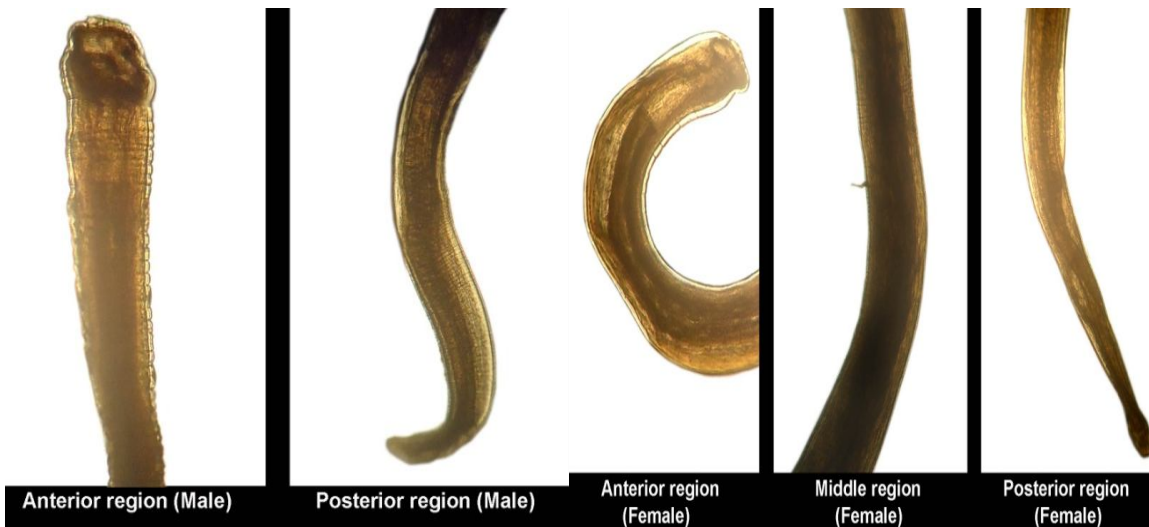 Anterior region (Male)
Posterior region (Male)
Anterior region
(Female)
Middle region
(Female)
Posterior region
(Female)